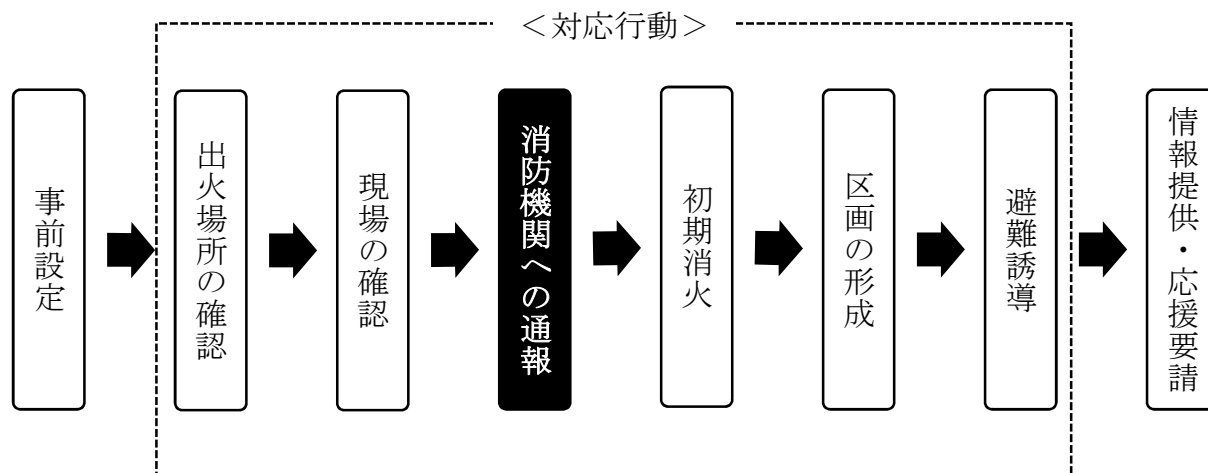 ＜対応行動＞
事前設定
出火場所の確認
現場の確認
消防機関への通報
初期消火
区画の形成
避難誘導
情報提供・応援要請